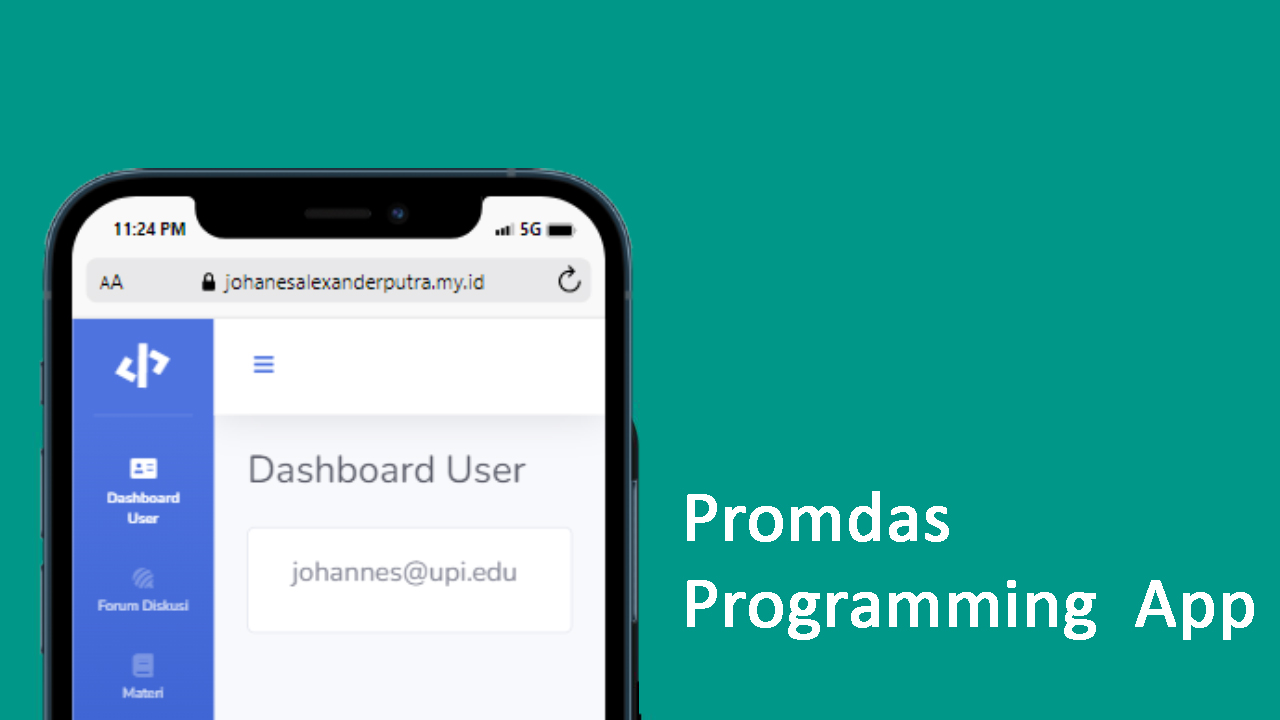 11:24 PM 5G
AA johanesalexanderputra.my.id
Dashboard
User
Forum Diskusi
Materi
Dashboard User
johannes@upi.edu
Promdas
Programming App